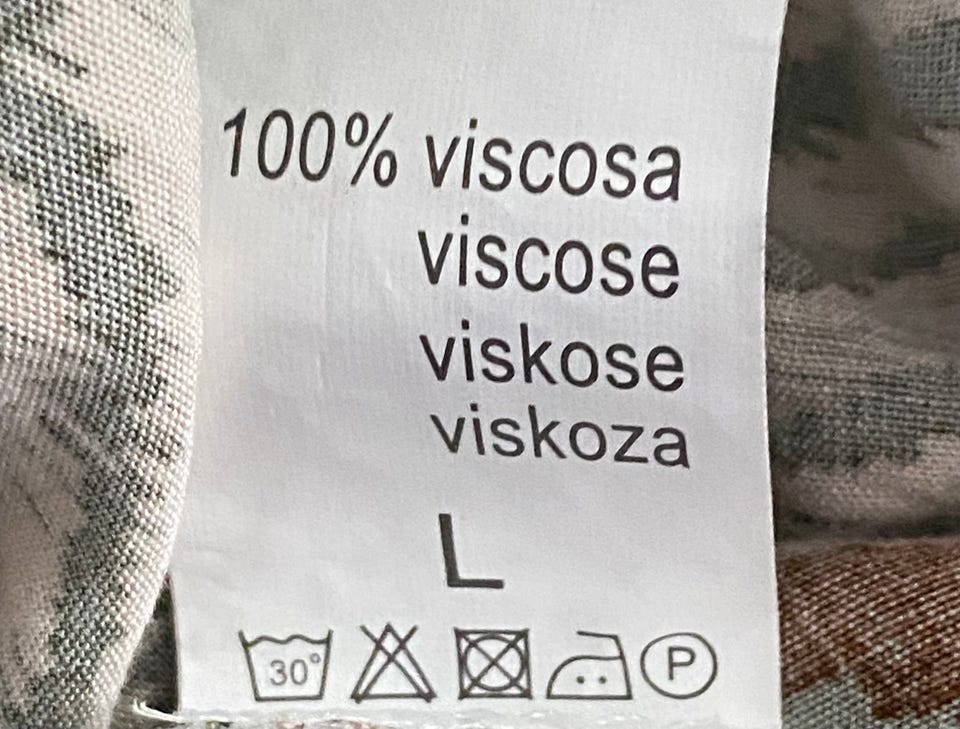 100% viscosa
viscose
viskose
viskoza
L
30° P